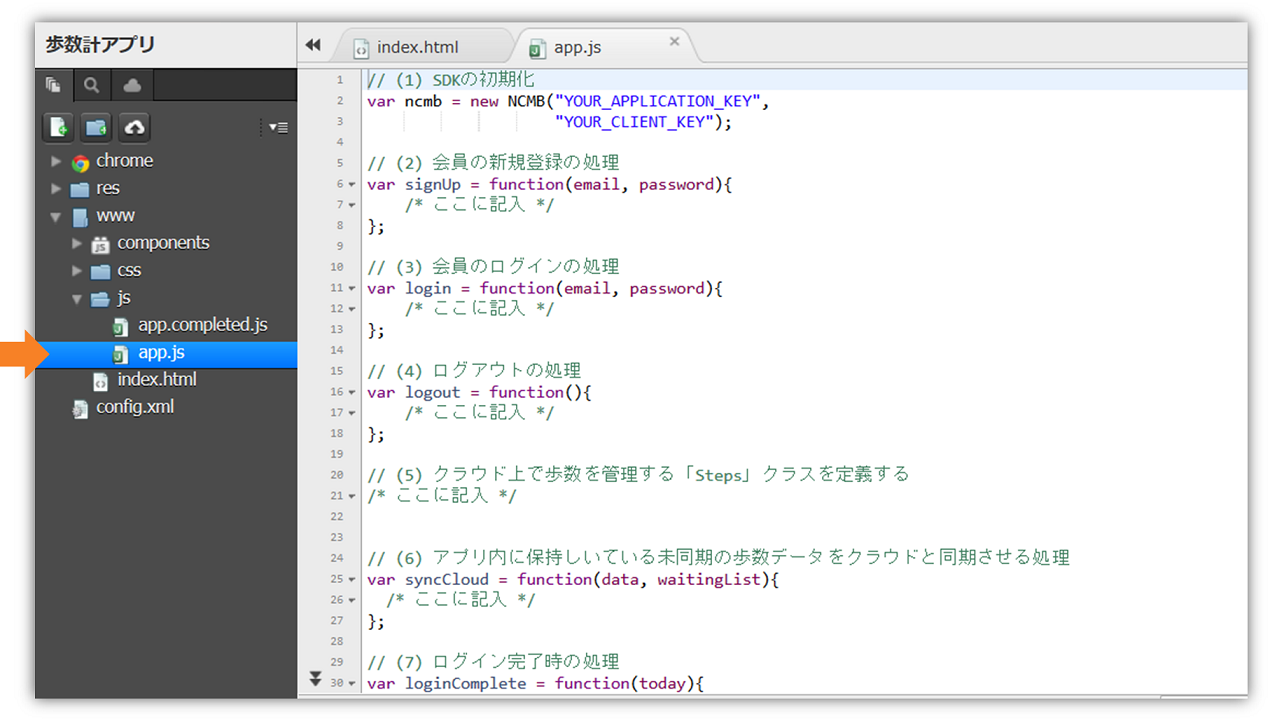 歩数計アプリ
index.html
app.js
chrome
res
www
components
css
js
app.completed.js
app.js
index.html
config.xml
1 // (1) SDKの初期化
2 var ncmb = new NCMB("YOUR_APPLICATION_KEY",
3 "YOUR_CLIENT_KEY");
4
5 // (2) 会員の新規登録の処理
6 var signUp = function(email, password){
7 /* ここに記入 */
8 };
9
10 // (3) 会員のログインの処理
11 var login = function(email, password){
12 /* ここに記入 */
13 };
14
15 // (4) ログアウトの処理
16 var logout = function(){
17 /* ここに記入 */
18 };
19
20 // (5) クラウド上で歩数を管理する「Steps」クラスを定義する
21 /* ここに記入 */
22
23
24 // (6) アプリ内に保持しいている未同期の歩数データをクラウドと同期させる処理
25 var syncCloud = function(data, waitingList){
26 /* ここに記入 */
27 };
28
29 // (7) ログイン完了時の処理
30 var loginComplete = function(today){